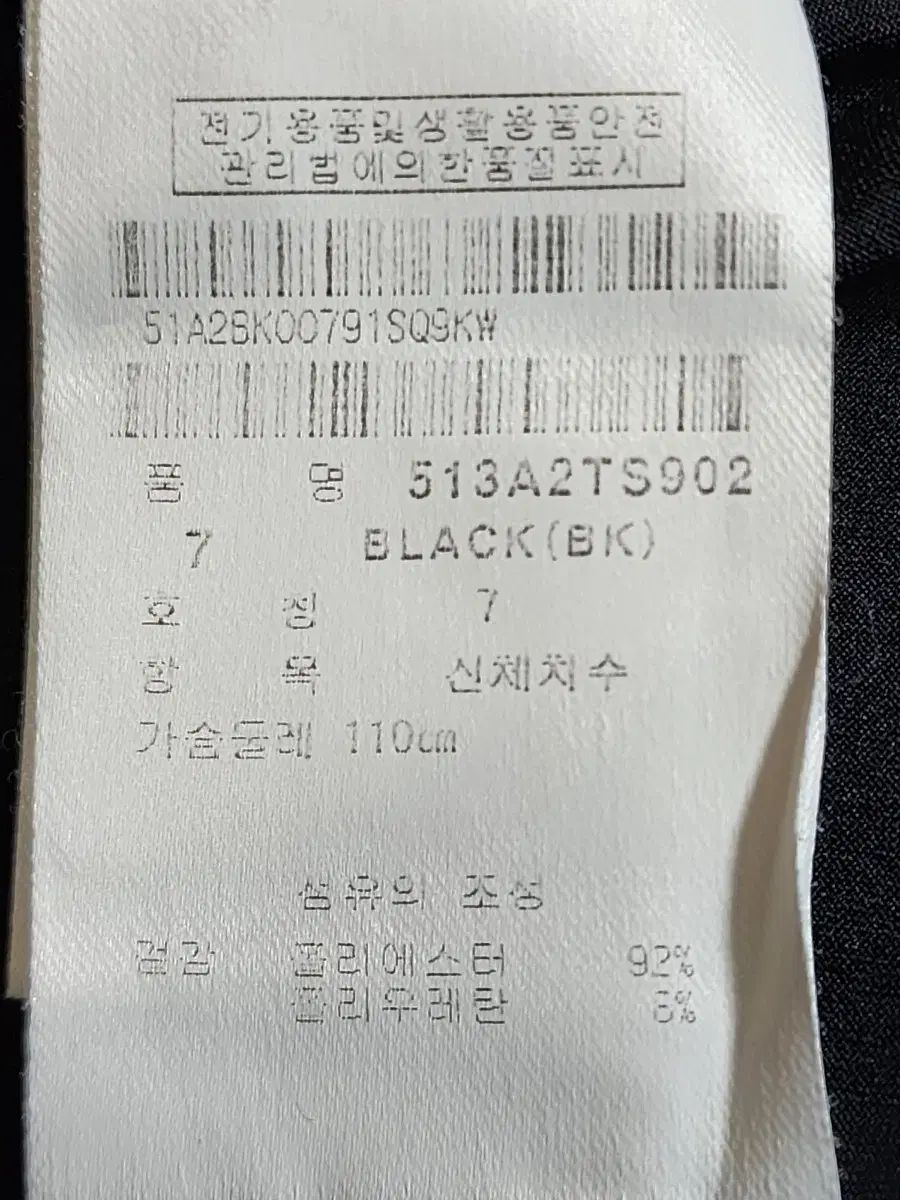 전기용품및생활용품안전
관리법에의한품질표시
51A2BK00791SQ9KW
품 명 513A2TS902
7 BLACK(BK)
호 칭 7
항 목 신체치수
가슴둘레 110cm
섬유의 조성
겉감 폴리에스터 92%
폴리우레탄 8%